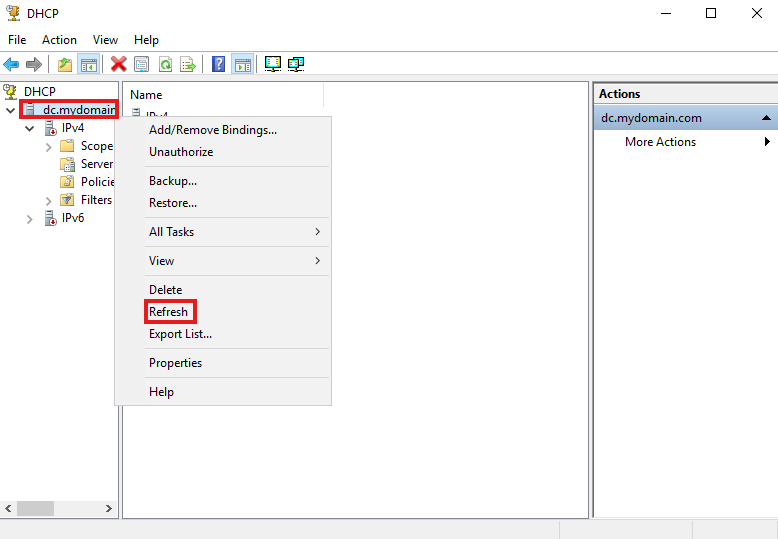 DHCP
File Action View Help
DHCP
dc.mydomain
IPv4
Scope
Server
Policie
Filters
IPv6
Name
IPv4
Add/Remove Bindings...
Unauthorize
Backup...
Restore...
All Tasks
View
Delete
Refresh
Export List...
Properties
Help
Actions
dc.mydomain.com
More Actions